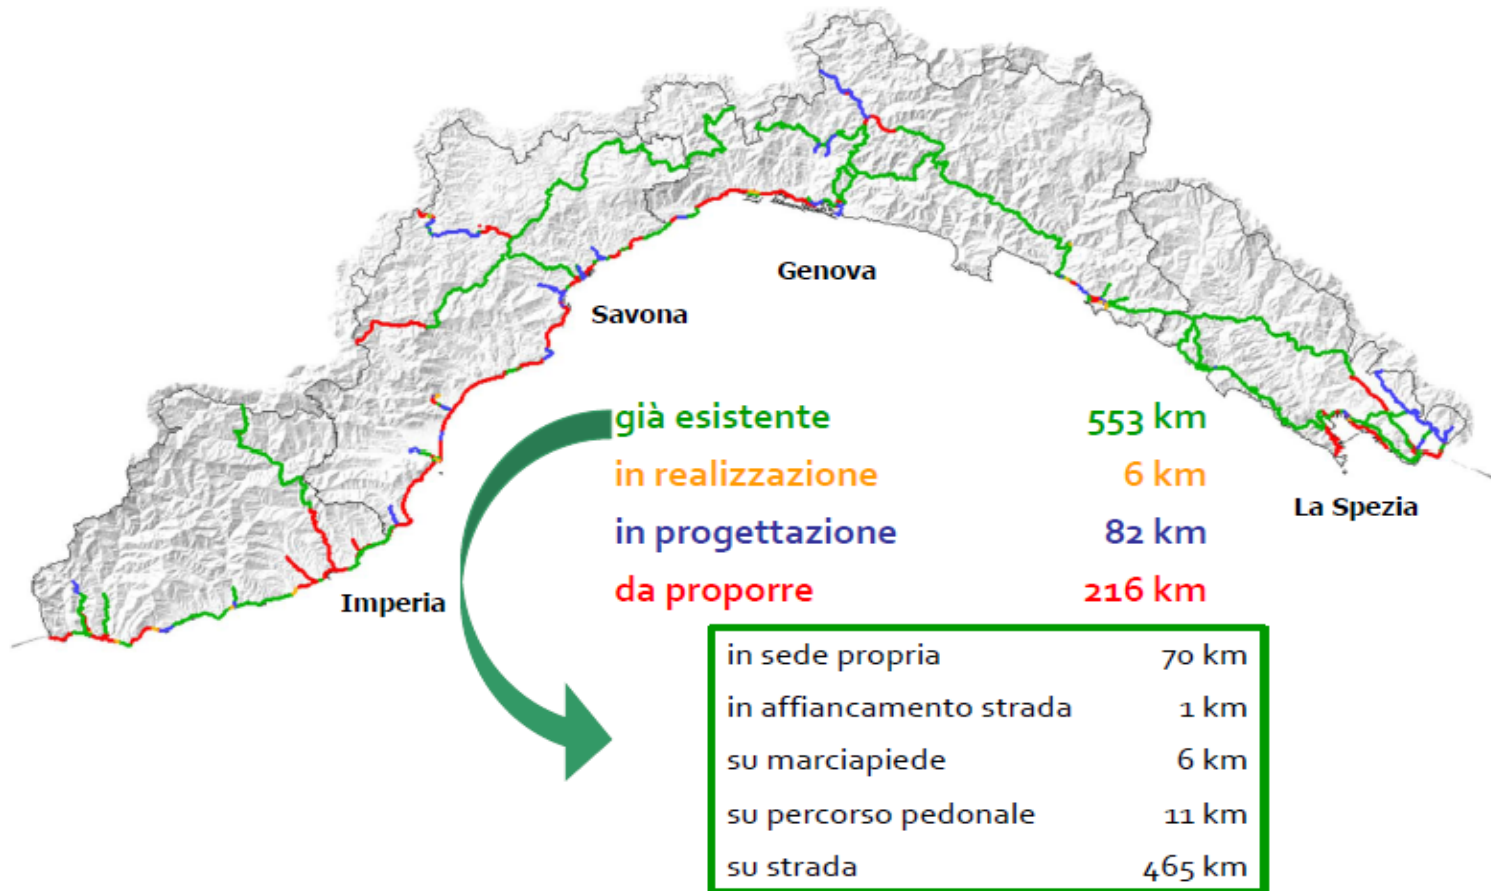 Genova
Savona
già esistente 553 km
in realizzazione 6 km
La Spezia
in progettazione 82 km
da proporre 216 km
Imperia
in sede propria 70 km
in affiancamento strada 1 km
su marciapiede 6 km
su percorso pedonale 11 km
su strada 465 km